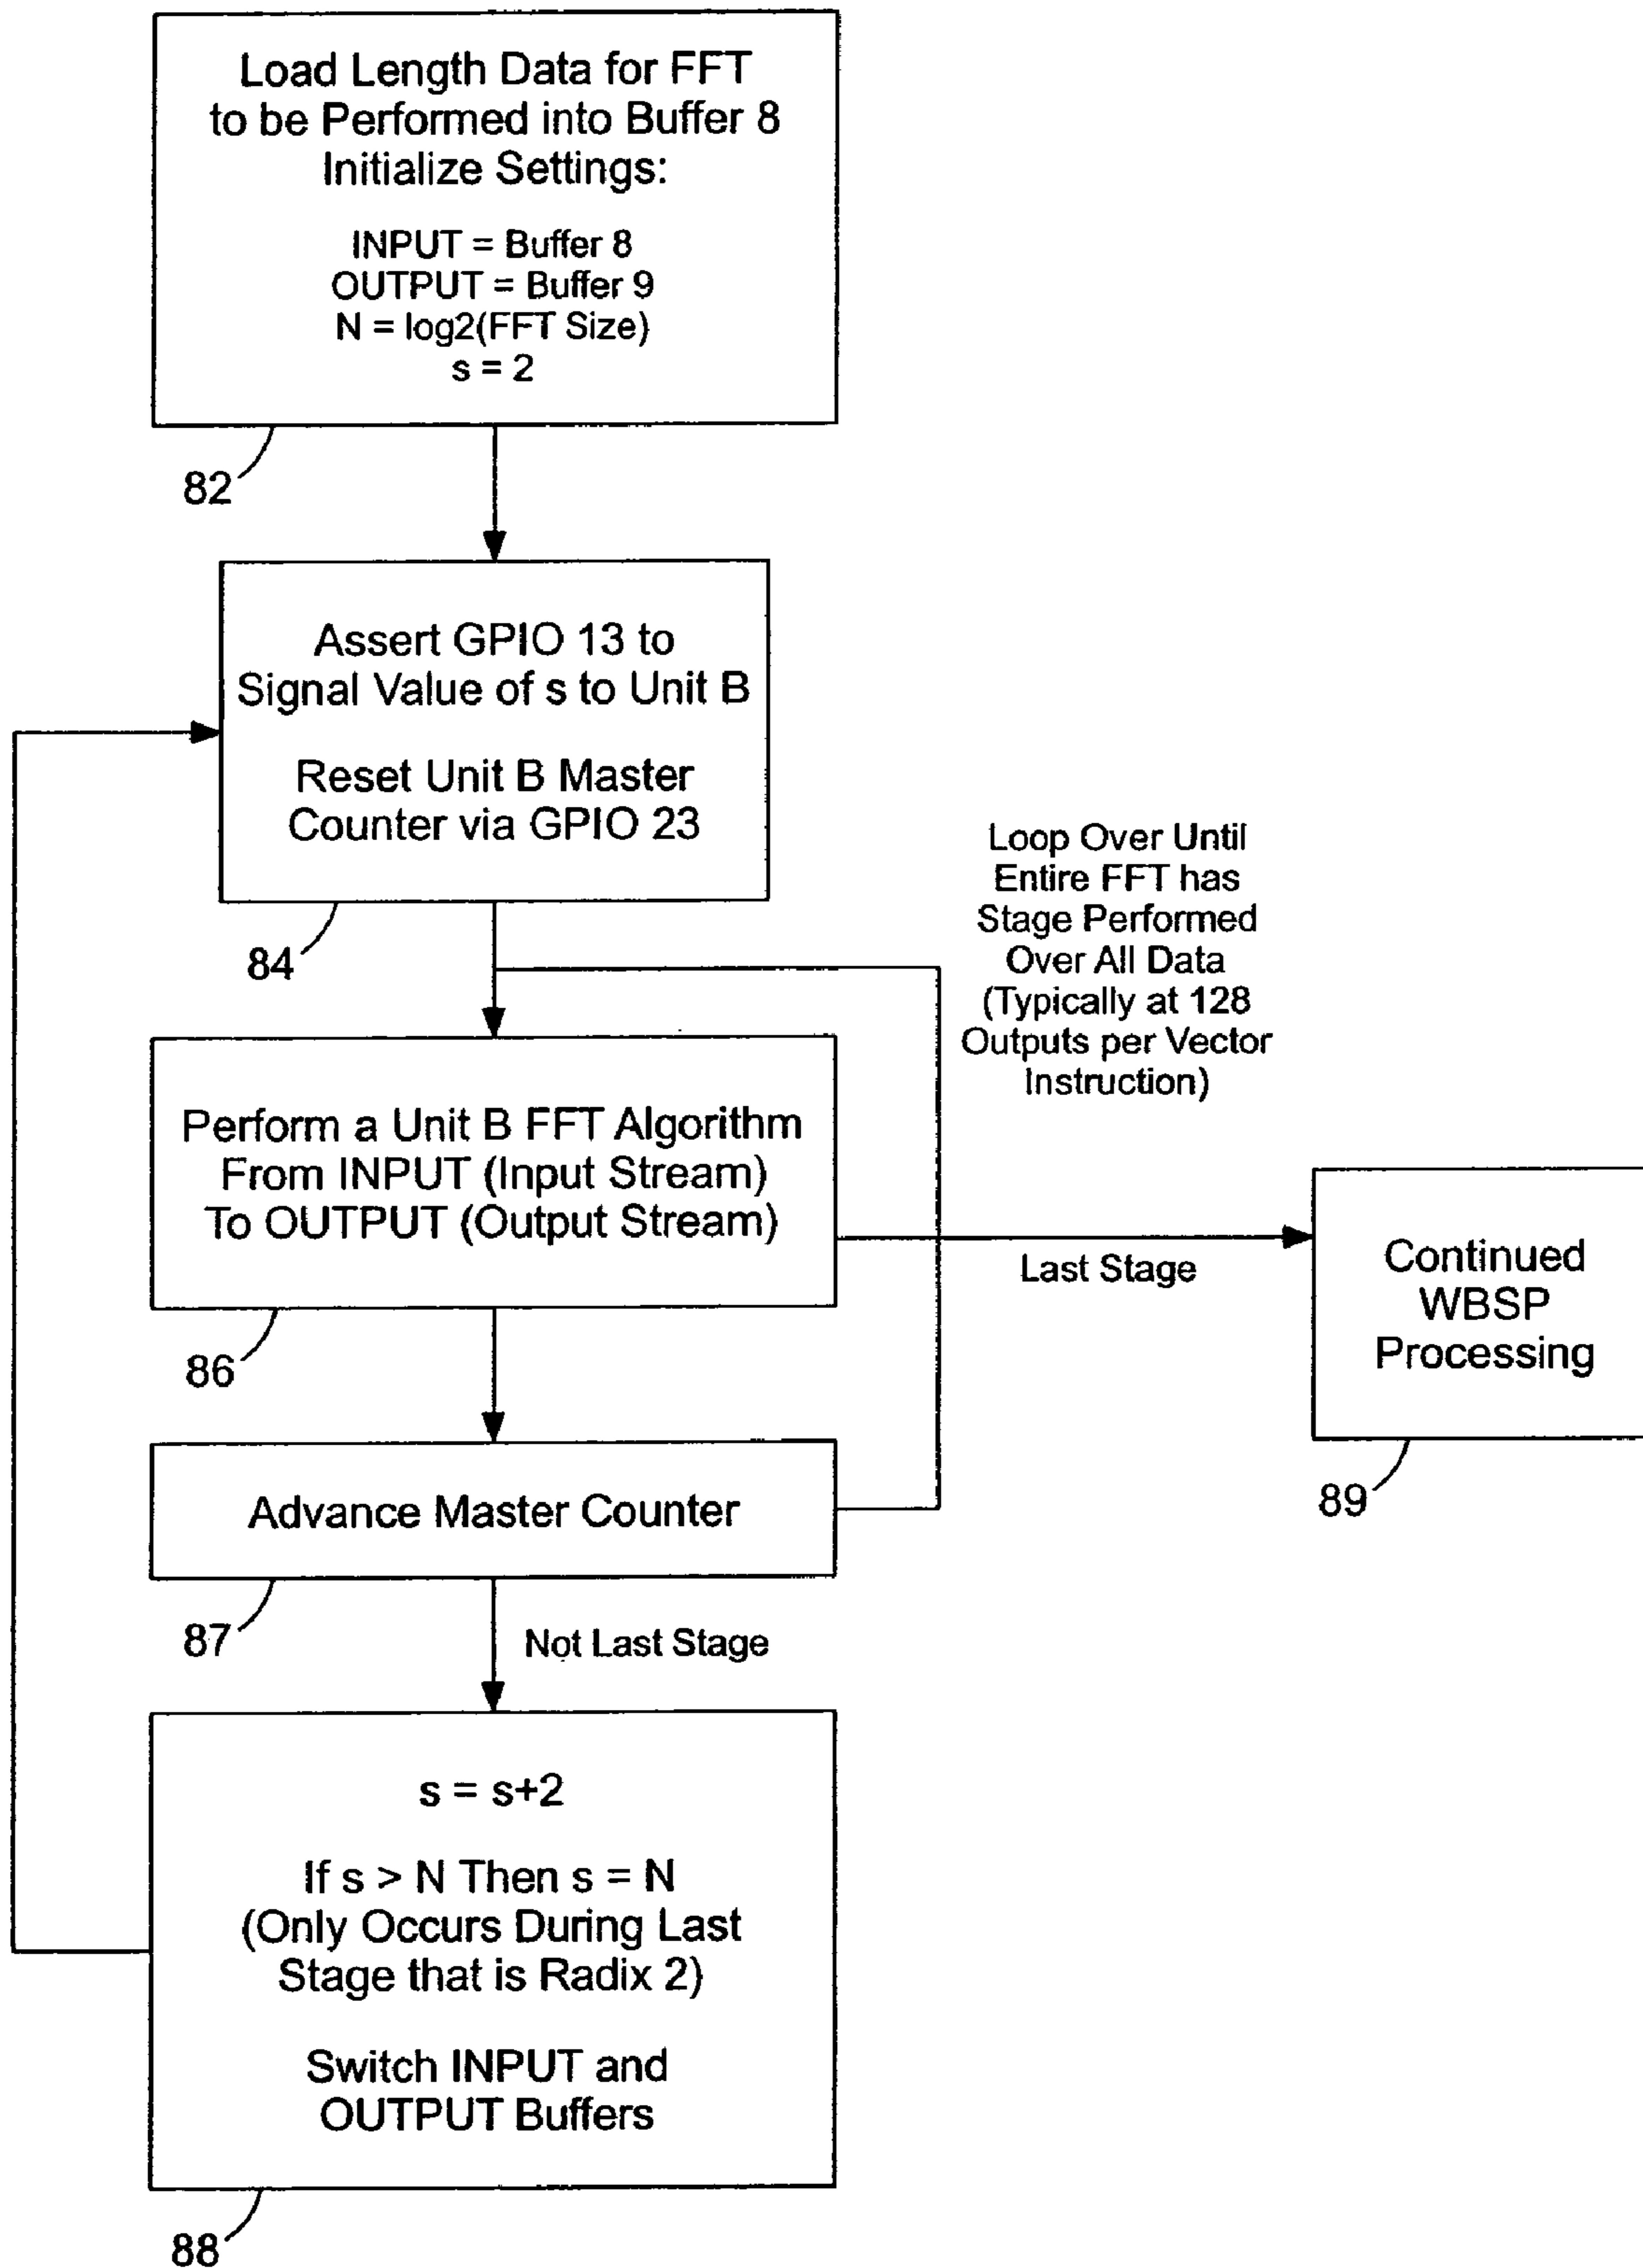 Load Length Data for FFT
to be Performed into Buffer 8
Initialize Settings:
INPUT = Buffer 8
OUTPUT = Buffer 9
N = log2(FFT Size)
s = 2
82
Assert GPIO 13 to
Signal Value of s to Unit B
Reset Unit B Master
Counter via GPIO 23
84
Loop Over Until
Entire FFT has
Stage Performed
Over All Data
(Typically at 128
Outputs per Vector
Instruction)
Perform a Unit B FFT Algorithm
From INPUT (Input Stream)
To OUTPUT (Output Stream)
86
Last Stage
Continued
WBSP
Processing
89
Advance Master Counter
87
Not Last Stage
s = s+2
If s > N Then s = N
(Only Occurs During Last
Stage that is Radix 2)
Switch INPUT and
OUTPUT Buffers
88